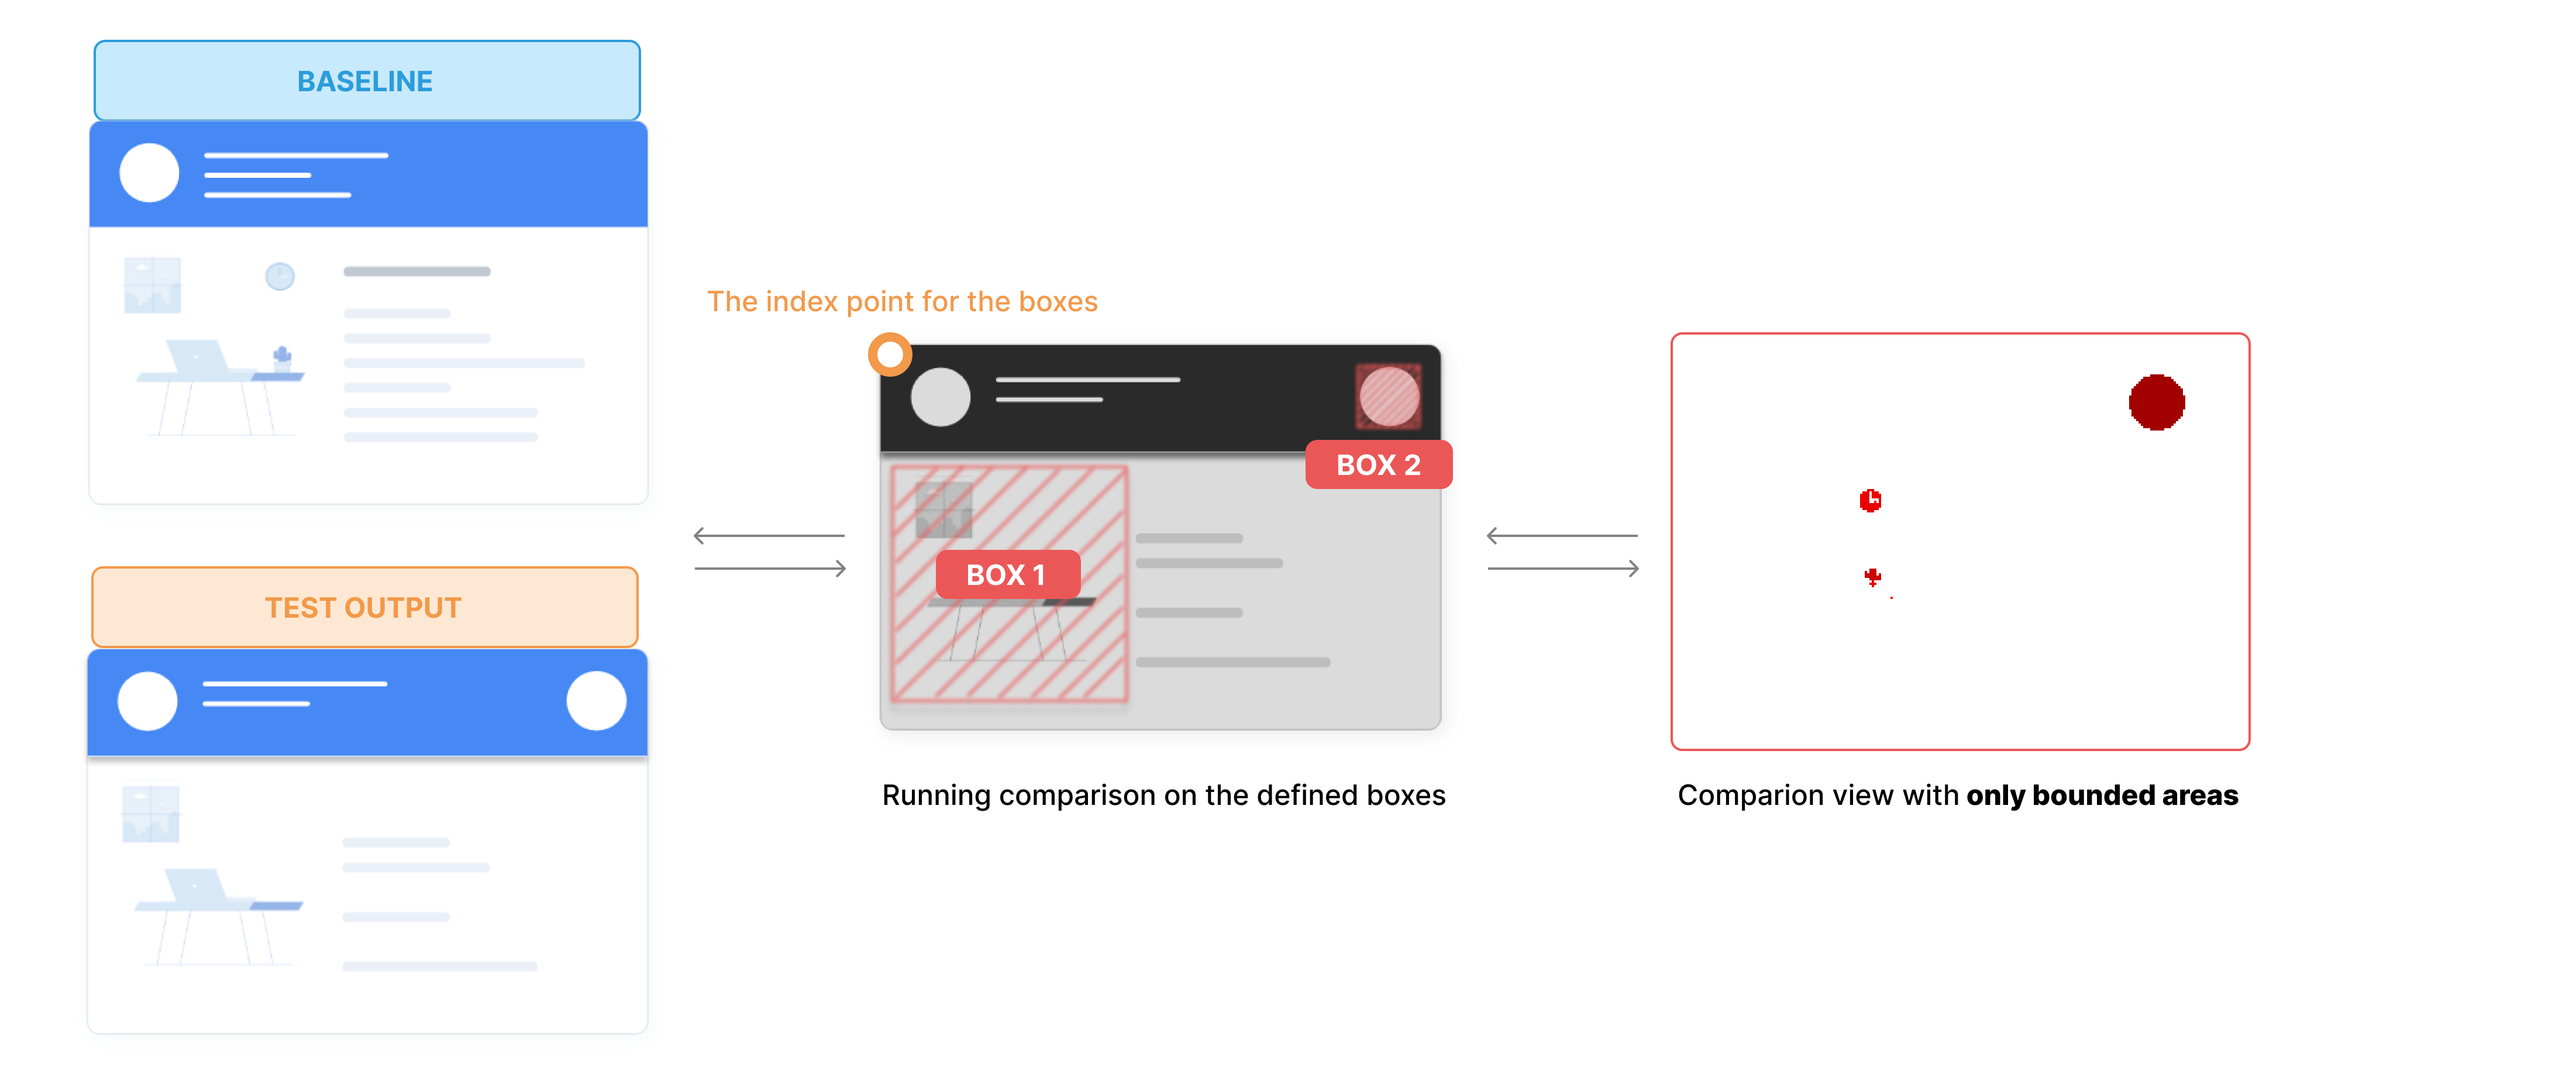 BASELINE
TEST OUTPUT
The index point for the boxes
BOX 2
BOX 1
Running comparison on the defined boxes
Comparion view with only bounded areas